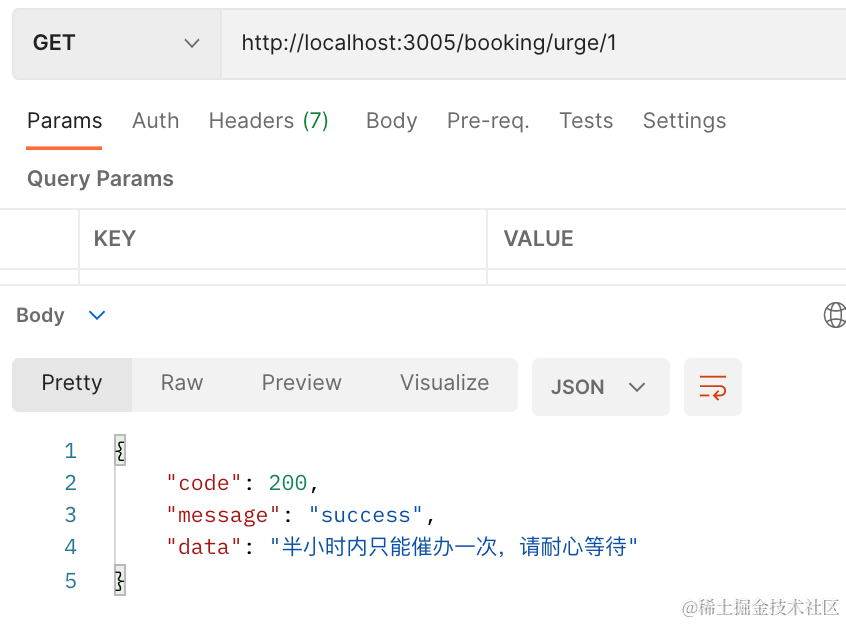 GET http://localhost:3005/booking/urge/1
Params Auth Headers (7) Body Pre-req. Tests Settings
Query Params
KEY VALUE
Body
Pretty Raw Preview Visualize JSON
1 {
2 "code": 200,
3 "message": "success",
4 "data": "半小时内只能催办一次，请耐心等待"
5 }
@稀土掘金技术社区